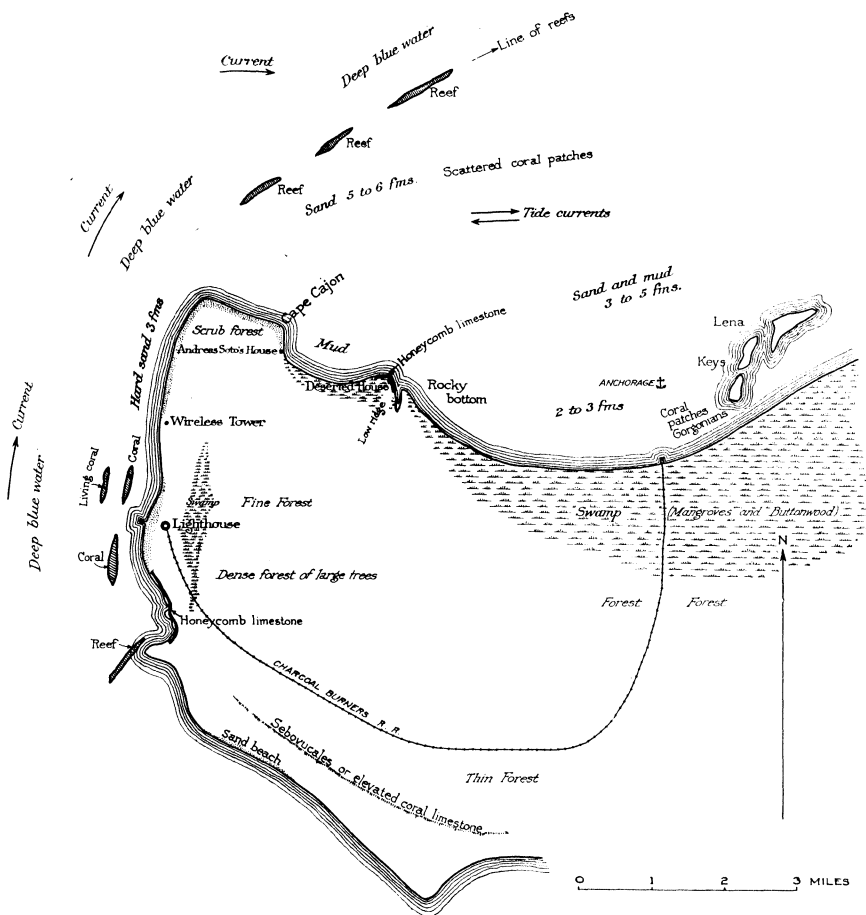 Line of reefs
Deep blue water
Current
Reef
Reef
Scattered coral patches
Reef
Sand 5 to 6 fms.
Tide currents
Current
Deep blue water
Sand and mud
3 to 5 fms.
Cape Cajon
Hard sand 3 fms
Scrub forest
Andreas Soto's House
Mud
Honeycomb limestone
Lena
Keys
Deserted House
Low ridge
Rocky
bottom
ANCHORAGE
2 to 3 fms
Coral
patches
Gorgonians
Wireless Tower
Current
Deep blue water
Living coral
Coral
Swamp
Fine Forest
Lighthouse
Swamp
(Mangroves and Buttonwood)
N
Coral
Dense forest of large trees
Forest
Forest
Honeycomb limestone
Reef
CHARCOAL BURNERS R.R.
Sebovucales or elevated coral limestone
Sand beach
Thin Forest
0 1 2 3 MILES